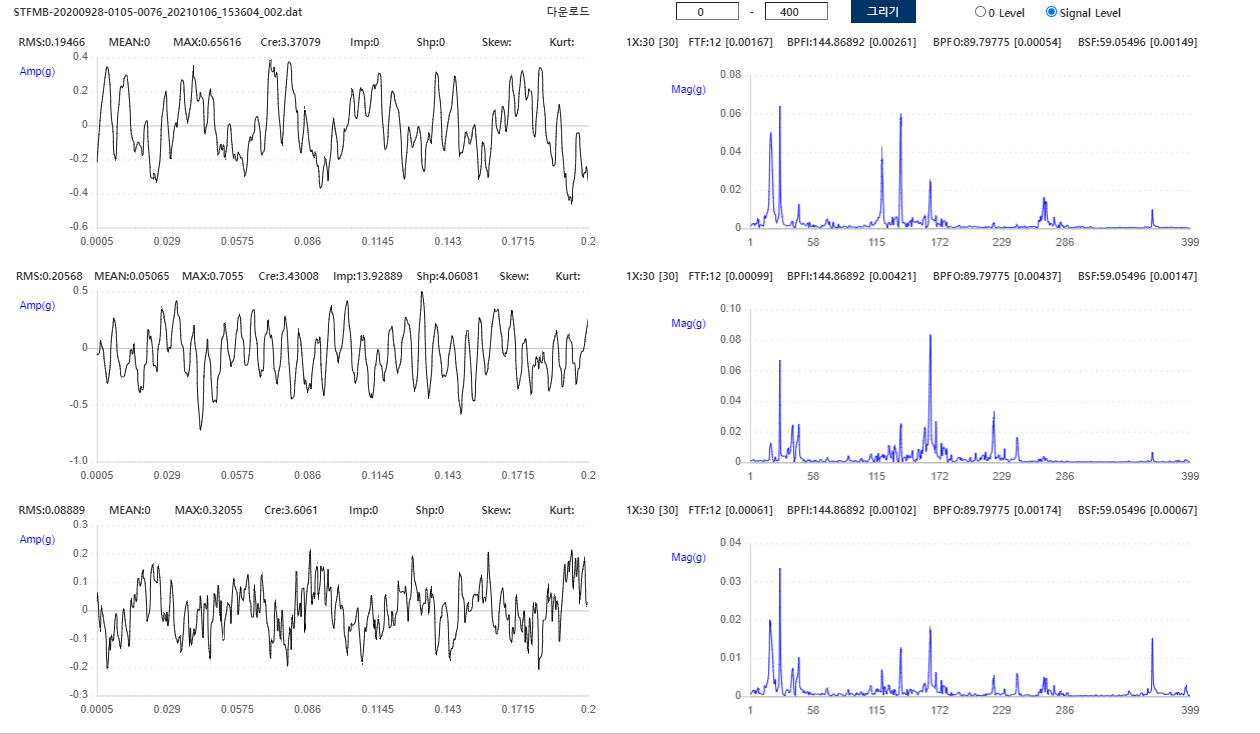 STFMB-20200928-0105-0076_20210106_153604_002.dat 다운로드 0 - 400 그리기 0 Level Signal Level
RMS:0.19466 MEAN:0 MAX:0.65616 Cre:3.37079 Imp:0 Shp:0 Skew: Kurt:
Amp(g)
0.4
0.2
0
-0.2
-0.4
-0.6
0.0005 0.029 0.0575 0.086 0.1145 0.143 0.1715 0.2
1X:30 [30] FTF:12 [0.00167] BPFI:144.86892 [0.00261] BPFO:89.79775 [0.00054] BSF:59.05496 [0.00149]
Mag(g)
0.08
0.06
0.04
0.02
0
1 58 115 172 229 286 399
RMS:0.20568 MEAN:0.05065 MAX:0.7055 Cre:3.43008 Imp:13.92889 Shp:4.06081 Skew: Kurt:
Amp(g)
0.5
0
-0.5
-1.0
0.0005 0.029 0.0575 0.086 0.1145 0.143 0.1715 0.2
1X:30 [30] FTF:12 [0.00099] BPFI:144.86892 [0.00421] BPFO:89.79775 [0.00437] BSF:59.05496 [0.00147]
Mag(g)
0.10
0.08
0.06
0.04
0.02
0
1 58 115 172 229 286 399
RMS:0.08889 MEAN:0 MAX:0.32055 Cre:3.6061 Imp:0 Shp:0 Skew: Kurt:
Amp(g)
0.3
0.2
0.1
0
-0.1
-0.2
-0.3
0.0005 0.029 0.0575 0.086 0.1145 0.143 0.1715 0.2
1X:30 [30] FTF:12 [0.00061] BPFI:144.86892 [0.00102] BPFO:89.79775 [0.00174] BSF:59.05496 [0.00067]
Mag(g)
0.04
0.03
0.02
0.01
0
1 58 115 172 229 286 399